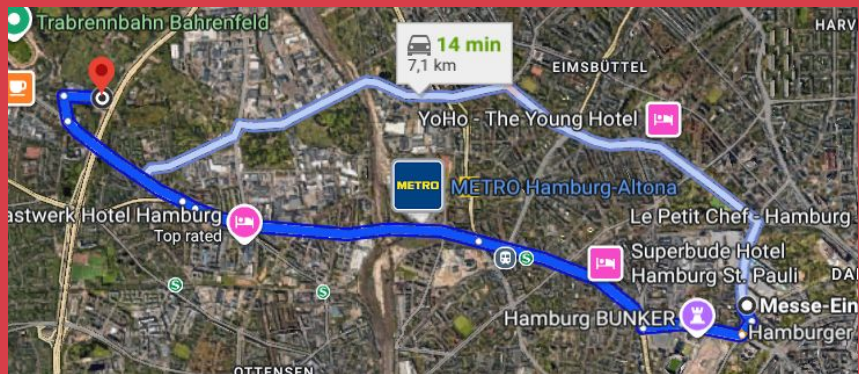 Trabrennbahn Bahrenfeld
HARV
14 min
7,1 km
EIMSBÜTTEL
YoHo - The Young Hotel
METRO
METRO Hamburg-Altona
astwerk Hotel Hamburg
Top rated
Le Petit Chef - Hamburg
Superbude Hotel
Hamburg St. Pauli
DA
S
S
S
Messe-Ein
Hamburg BUNKER
Hamburger
OTTENSEN